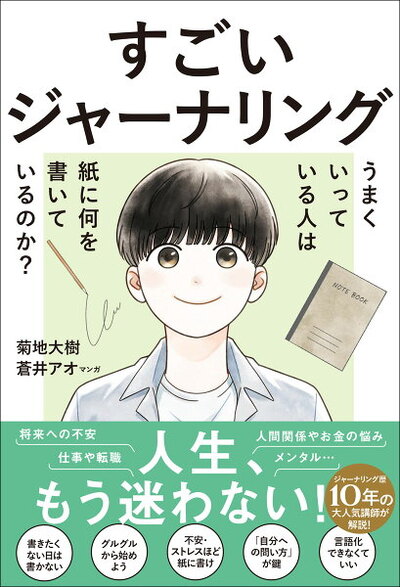 すごい
ジャーナリング
うまく
いって
いる人は
紙に何を
書いて
いるのか？
NOTE BOOK
菊地大樹
蒼井アオ マンガ
将来への不安
人間関係やお金の悩み
仕事や転職
メンタル…
人生、
もう迷わない！
ジャーナリング歴
10年の
大人気講師が
解説！
書きたく
ない日は
書かない
グルグル
から始め
よう
不安・
ストレスほど
紙に書け
「自分へ
の問い方」
が鍵
言語化
できなくて
いい